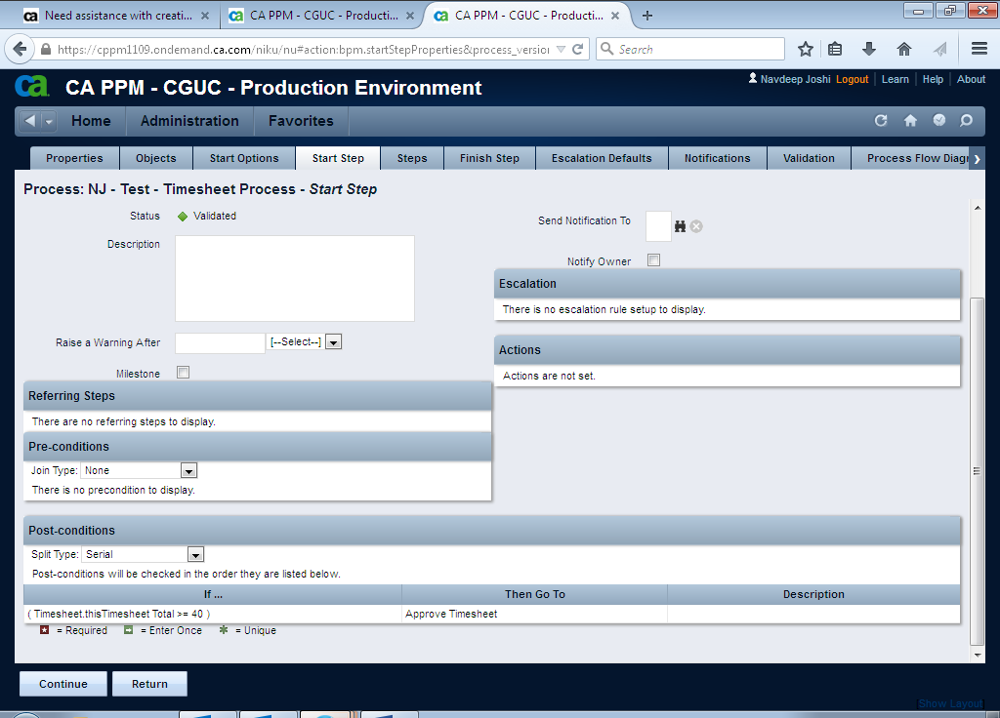 Need assistance with creati...
CA PPM - CGUC - Producti...
CA PPM - CGUC - Producti...
https://cppm1109.ondemand.ca.com/niku/nu#action:bpm.startStepProperties&process_version
Search
ca
CA PPM - CGUC - Production Environment
Navdeep Joshi Logout Learn Help About
Home Administration Favorites
Properties Objects Start Options Start Step Steps Finish Step Escalation Defaults Notifications Validation Process Flow Diagr
Process: NJ - Test - Timesheet Process - Start Step
Status Validated
Send Notification To
Description
Notify Owner
Escalation
There is no escalation rule setup to display.
Raise a Warning After [--Select--]
Actions
Milestone
Actions are not set.
Referring Steps
There are no referring steps to display.
Pre-conditions
Join Type: None
There is no precondition to display.
Post-conditions
Split Type: Serial
Post-conditions will be checked in the order they are listed below.
If ... Then Go To Description
( Timesheet.thisTimesheet Total >= 40 ) Approve Timesheet
= Required = Enter Once = Unique
Continue Return
Show Layout